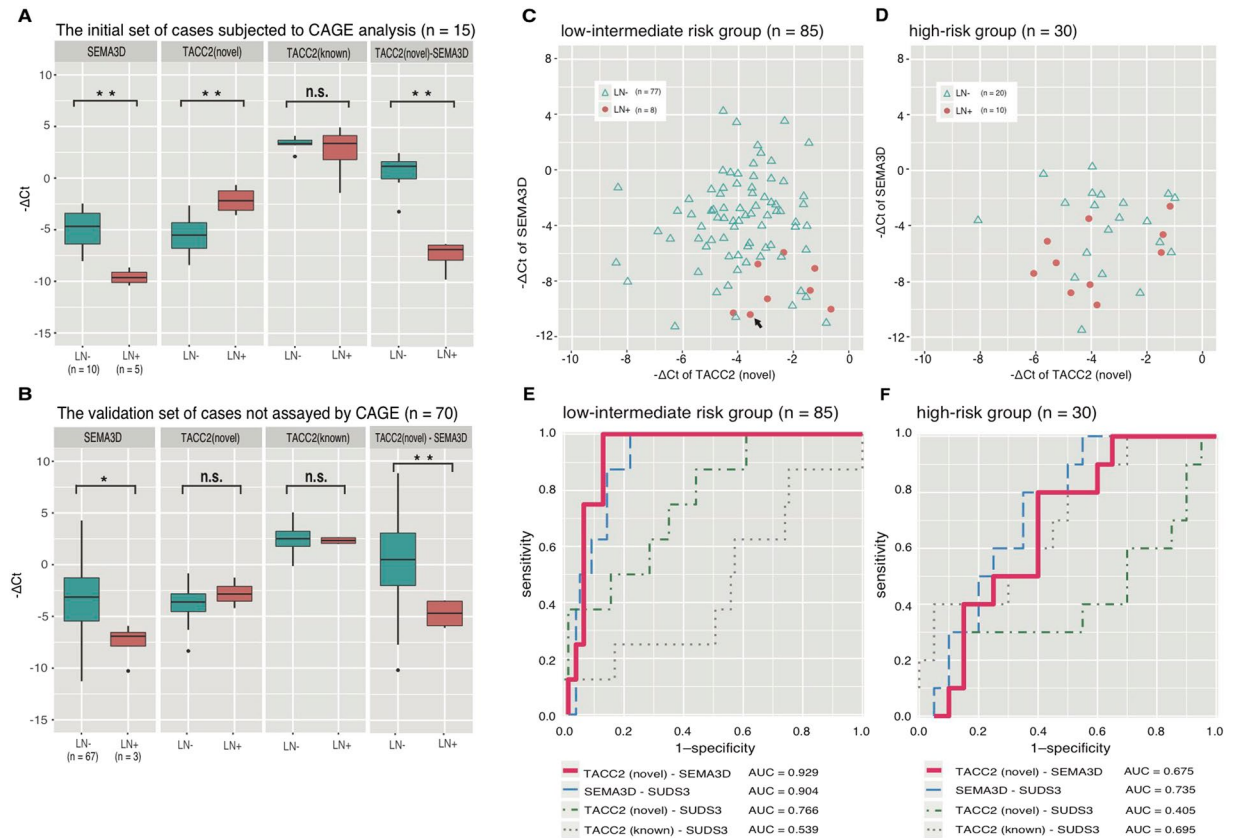 A
The initial set of cases subjected to CAGE analysis (n = 15)
SEMA3D TACC2(novel) TACC2(known) TACC2(novel)-SEMA3D
* * * * n.s. * *
-ΔCt
10
5
0
-5
-10
-15
LN- LN+ LN- LN+ LN- LN+ LN- LN+
(n = 10) (n = 5)
B
The validation set of cases not assayed by CAGE (n = 70)
SEMA3D TACC2(novel) TACC2(known) TACC2(novel) - SEMA3D
* n.s. n.s. * *
-ΔCt
10
5
0
-5
-10
-15
LN- LN+ LN- LN+ LN- LN+ LN- LN+
(n = 67) (n = 3)
C
low-intermediate risk group (n = 85)
LN- (n = 77)
LN+ (n = 8)
-ΔCt of SEMA3D
8
4
0
-4
-8
-12
-10 -8 -6 -4 -2 0
-ΔCt of TACC2 (novel)
D
high-risk group (n = 30)
LN- (n = 20)
LN+ (n = 10)
-ΔCt of SEMA3D
8
4
0
-4
-8
-12
-10 -8 -6 -4 -2 0
-ΔCt of TACC2 (novel)
E
low-intermediate risk group (n = 85)
sensitivity
1.0
0.8
0.6
0.4
0.2
0.0
0.0 0.2 0.4 0.6 0.8 1.0
1–specificity
TACC2 (novel) - SEMA3D AUC = 0.929
SEMA3D - SUDS3 AUC = 0.904
TACC2 (novel) - SUDS3 AUC = 0.766
TACC2 (known) - SUDS3 AUC = 0.539
F
high-risk group (n = 30)
sensitivity
1.0
0.8
0.6
0.4
0.2
0.0
0.0 0.2 0.4 0.6 0.8 1.0
1–specificity
TACC2 (novel) - SEMA3D AUC = 0.675
SEMA3D - SUDS3 AUC = 0.735
TACC2 (novel) - SUDS3 AUC = 0.405
TACC2 (known) - SUDS3 AUC = 0.695